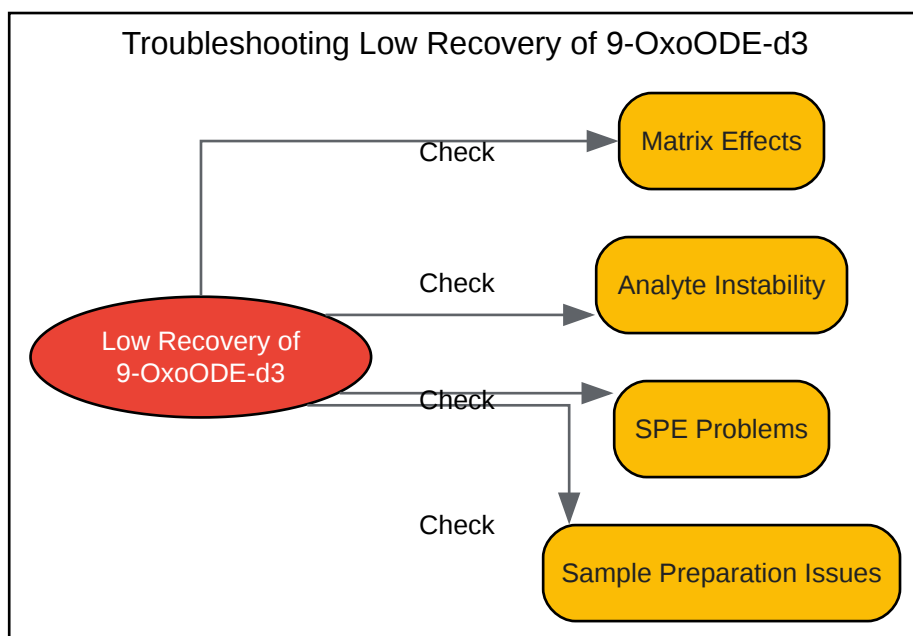 Troubleshooting Low Recovery of 9-OxoODE-d3
Check
Matrix Effects
Check
Analyte Instability
Low Recovery of
9-OxoODE-d3
Check
SPE Problems
Check
Sample Preparation Issues